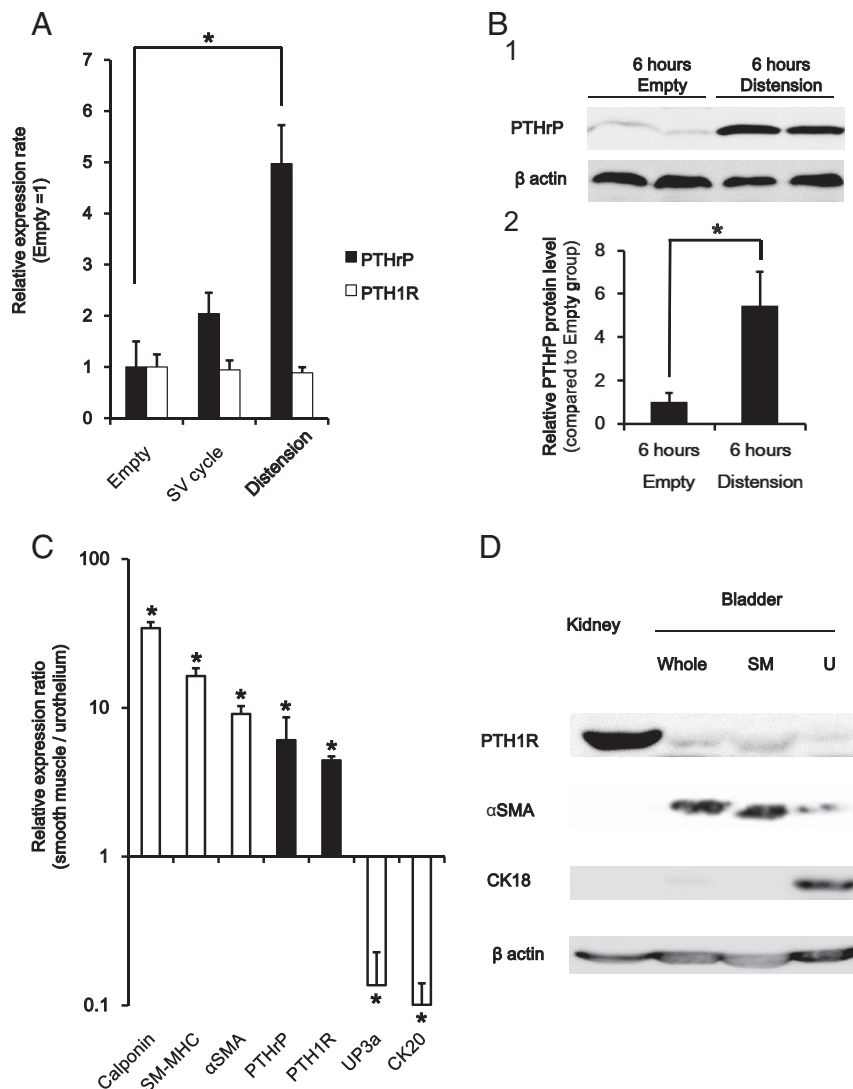 A
*
7
6
5
4
3
2
1
0
Relative expression rate
(Empty =1)
PTHrP
PTH1R
Empty
SV cycle
Distension
B
1
6 hours
Empty
6 hours
Distension
PTHrP
β actin
2
*
8
6
4
2
0
Relative PTHrP protein level
(compared to Empty group)
6 hours
Empty
6 hours
Distension
C
100
10
1
0.1
Relative expression ratio
(smooth muscle / urothelium)
*
*
*
*
*
*
*
Calponin
SM-MHC
αSMA
PTHrP
PTH1R
UP3a
CK20
D
Kidney
Bladder
Whole
SM
U
PTH1R
αSMA
CK18
β actin